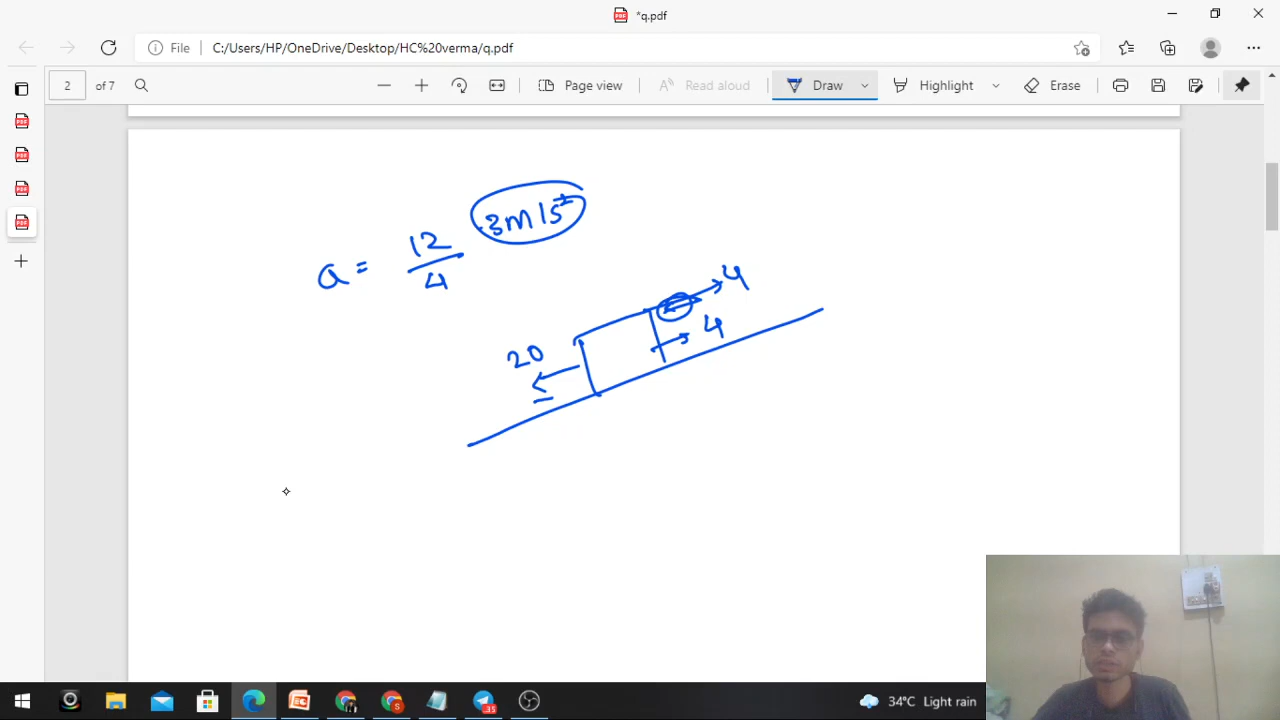 *q.pdf
File C:/Users/HP/OneDrive/Desktop/HC%20verma/q.pdf
2 of 7 Page view Read aloud Draw Highlight Erase
3m/s²
a = 12/4
4
4
20
35
34°C Light rain